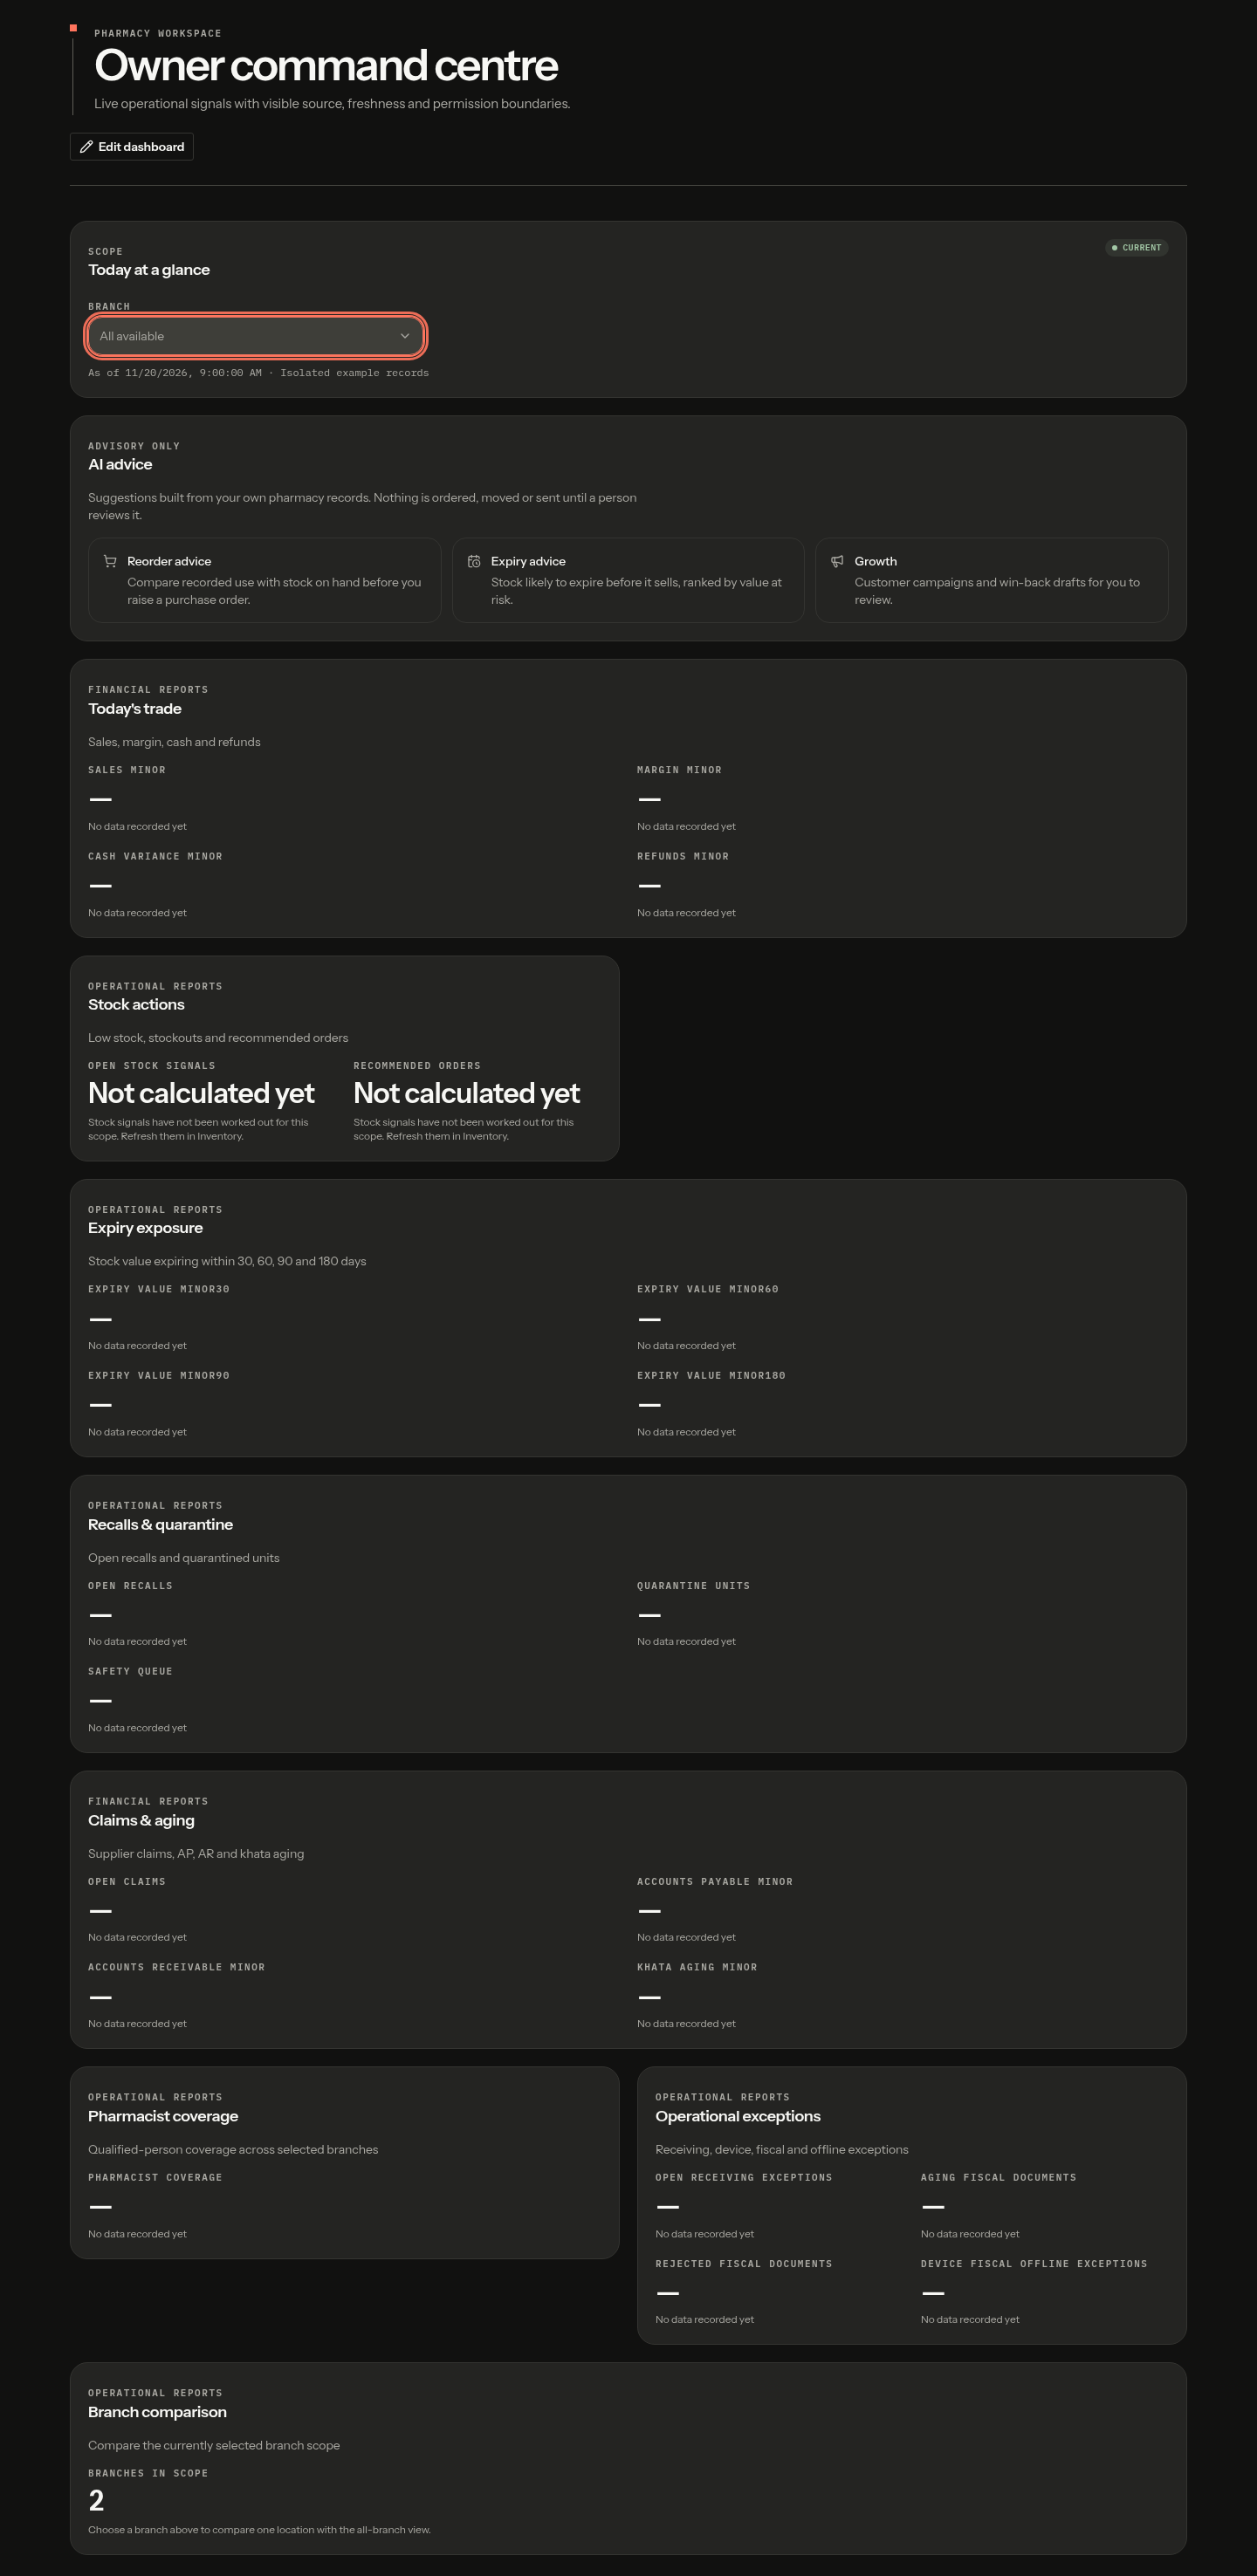 PHARMACY WORKSPACE
Owner command centre
Live operational signals with visible source, freshness and permission boundaries.
Edit dashboard
SCOPE
CURRENT
Today at a glance
BRANCH
All available
As of 11/20/2026, 9:00:00 AM · Isolated example records
ADVISORY ONLY
AI advice
Suggestions built from your own pharmacy records. Nothing is ordered, moved or sent until a person
reviews it.
Reorder advice
Compare recorded use with stock on hand before you
raise a purchase order.
Expiry advice
Stock likely to expire before it sells, ranked by value at
risk.
Growth
Customer campaigns and win-back drafts for you to
review.
FINANCIAL REPORTS
Today's trade
Sales, margin, cash and refunds
SALES MINOR
—
No data recorded yet
MARGIN MINOR
—
No data recorded yet
CASH VARIANCE MINOR
—
No data recorded yet
REFUNDS MINOR
—
No data recorded yet
OPERATIONAL REPORTS
Stock actions
Low stock, stockouts and recommended orders
OPEN STOCK SIGNALS
Not calculated yet
Stock signals have not been worked out for this
scope. Refresh them in Inventory.
RECOMMENDED ORDERS
Not calculated yet
Stock signals have not been worked out for this
scope. Refresh them in Inventory.
OPERATIONAL REPORTS
Expiry exposure
Stock value expiring within 30, 60, 90 and 180 days
EXPIRY VALUE MINOR30
—
No data recorded yet
EXPIRY VALUE MINOR60
—
No data recorded yet
EXPIRY VALUE MINOR90
—
No data recorded yet
EXPIRY VALUE MINOR180
—
No data recorded yet
OPERATIONAL REPORTS
Recalls & quarantine
Open recalls and quarantined units
OPEN RECALLS
—
No data recorded yet
QUARANTINE UNITS
—
No data recorded yet
SAFETY QUEUE
—
No data recorded yet
FINANCIAL REPORTS
Claims & aging
Supplier claims, AP, AR and khata aging
OPEN CLAIMS
—
No data recorded yet
ACCOUNTS PAYABLE MINOR
—
No data recorded yet
ACCOUNTS RECEIVABLE MINOR
—
No data recorded yet
KHATA AGING MINOR
—
No data recorded yet
OPERATIONAL REPORTS
Pharmacist coverage
Qualified-person coverage across selected branches
PHARMACIST COVERAGE
—
No data recorded yet
OPERATIONAL REPORTS
Operational exceptions
Receiving, device, fiscal and offline exceptions
OPEN RECEIVING EXCEPTIONS
—
No data recorded yet
AGING FISCAL DOCUMENTS
—
No data recorded yet
REJECTED FISCAL DOCUMENTS
—
No data recorded yet
DEVICE FISCAL OFFLINE EXCEPTIONS
—
No data recorded yet
OPERATIONAL REPORTS
Branch comparison
Compare the currently selected branch scope
BRANCHES IN SCOPE
2
Choose a branch above to compare one location with the all-branch view.